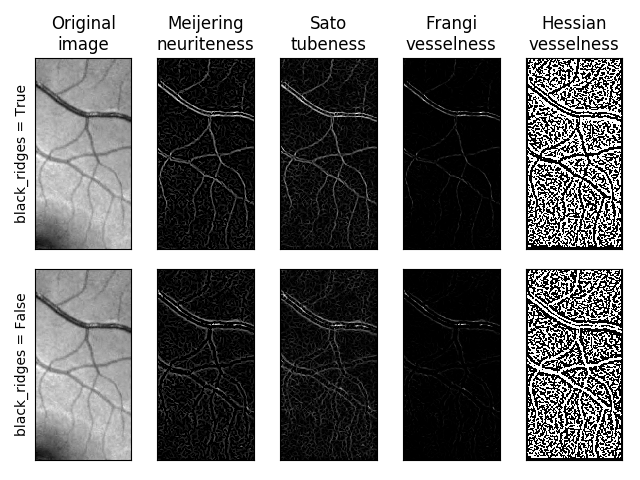 Original
image
Meijering
neuriteness
Sato
tubeness
Frangi
vesselness
Hessian
vesselness
black_ridges = True
black_ridges = False